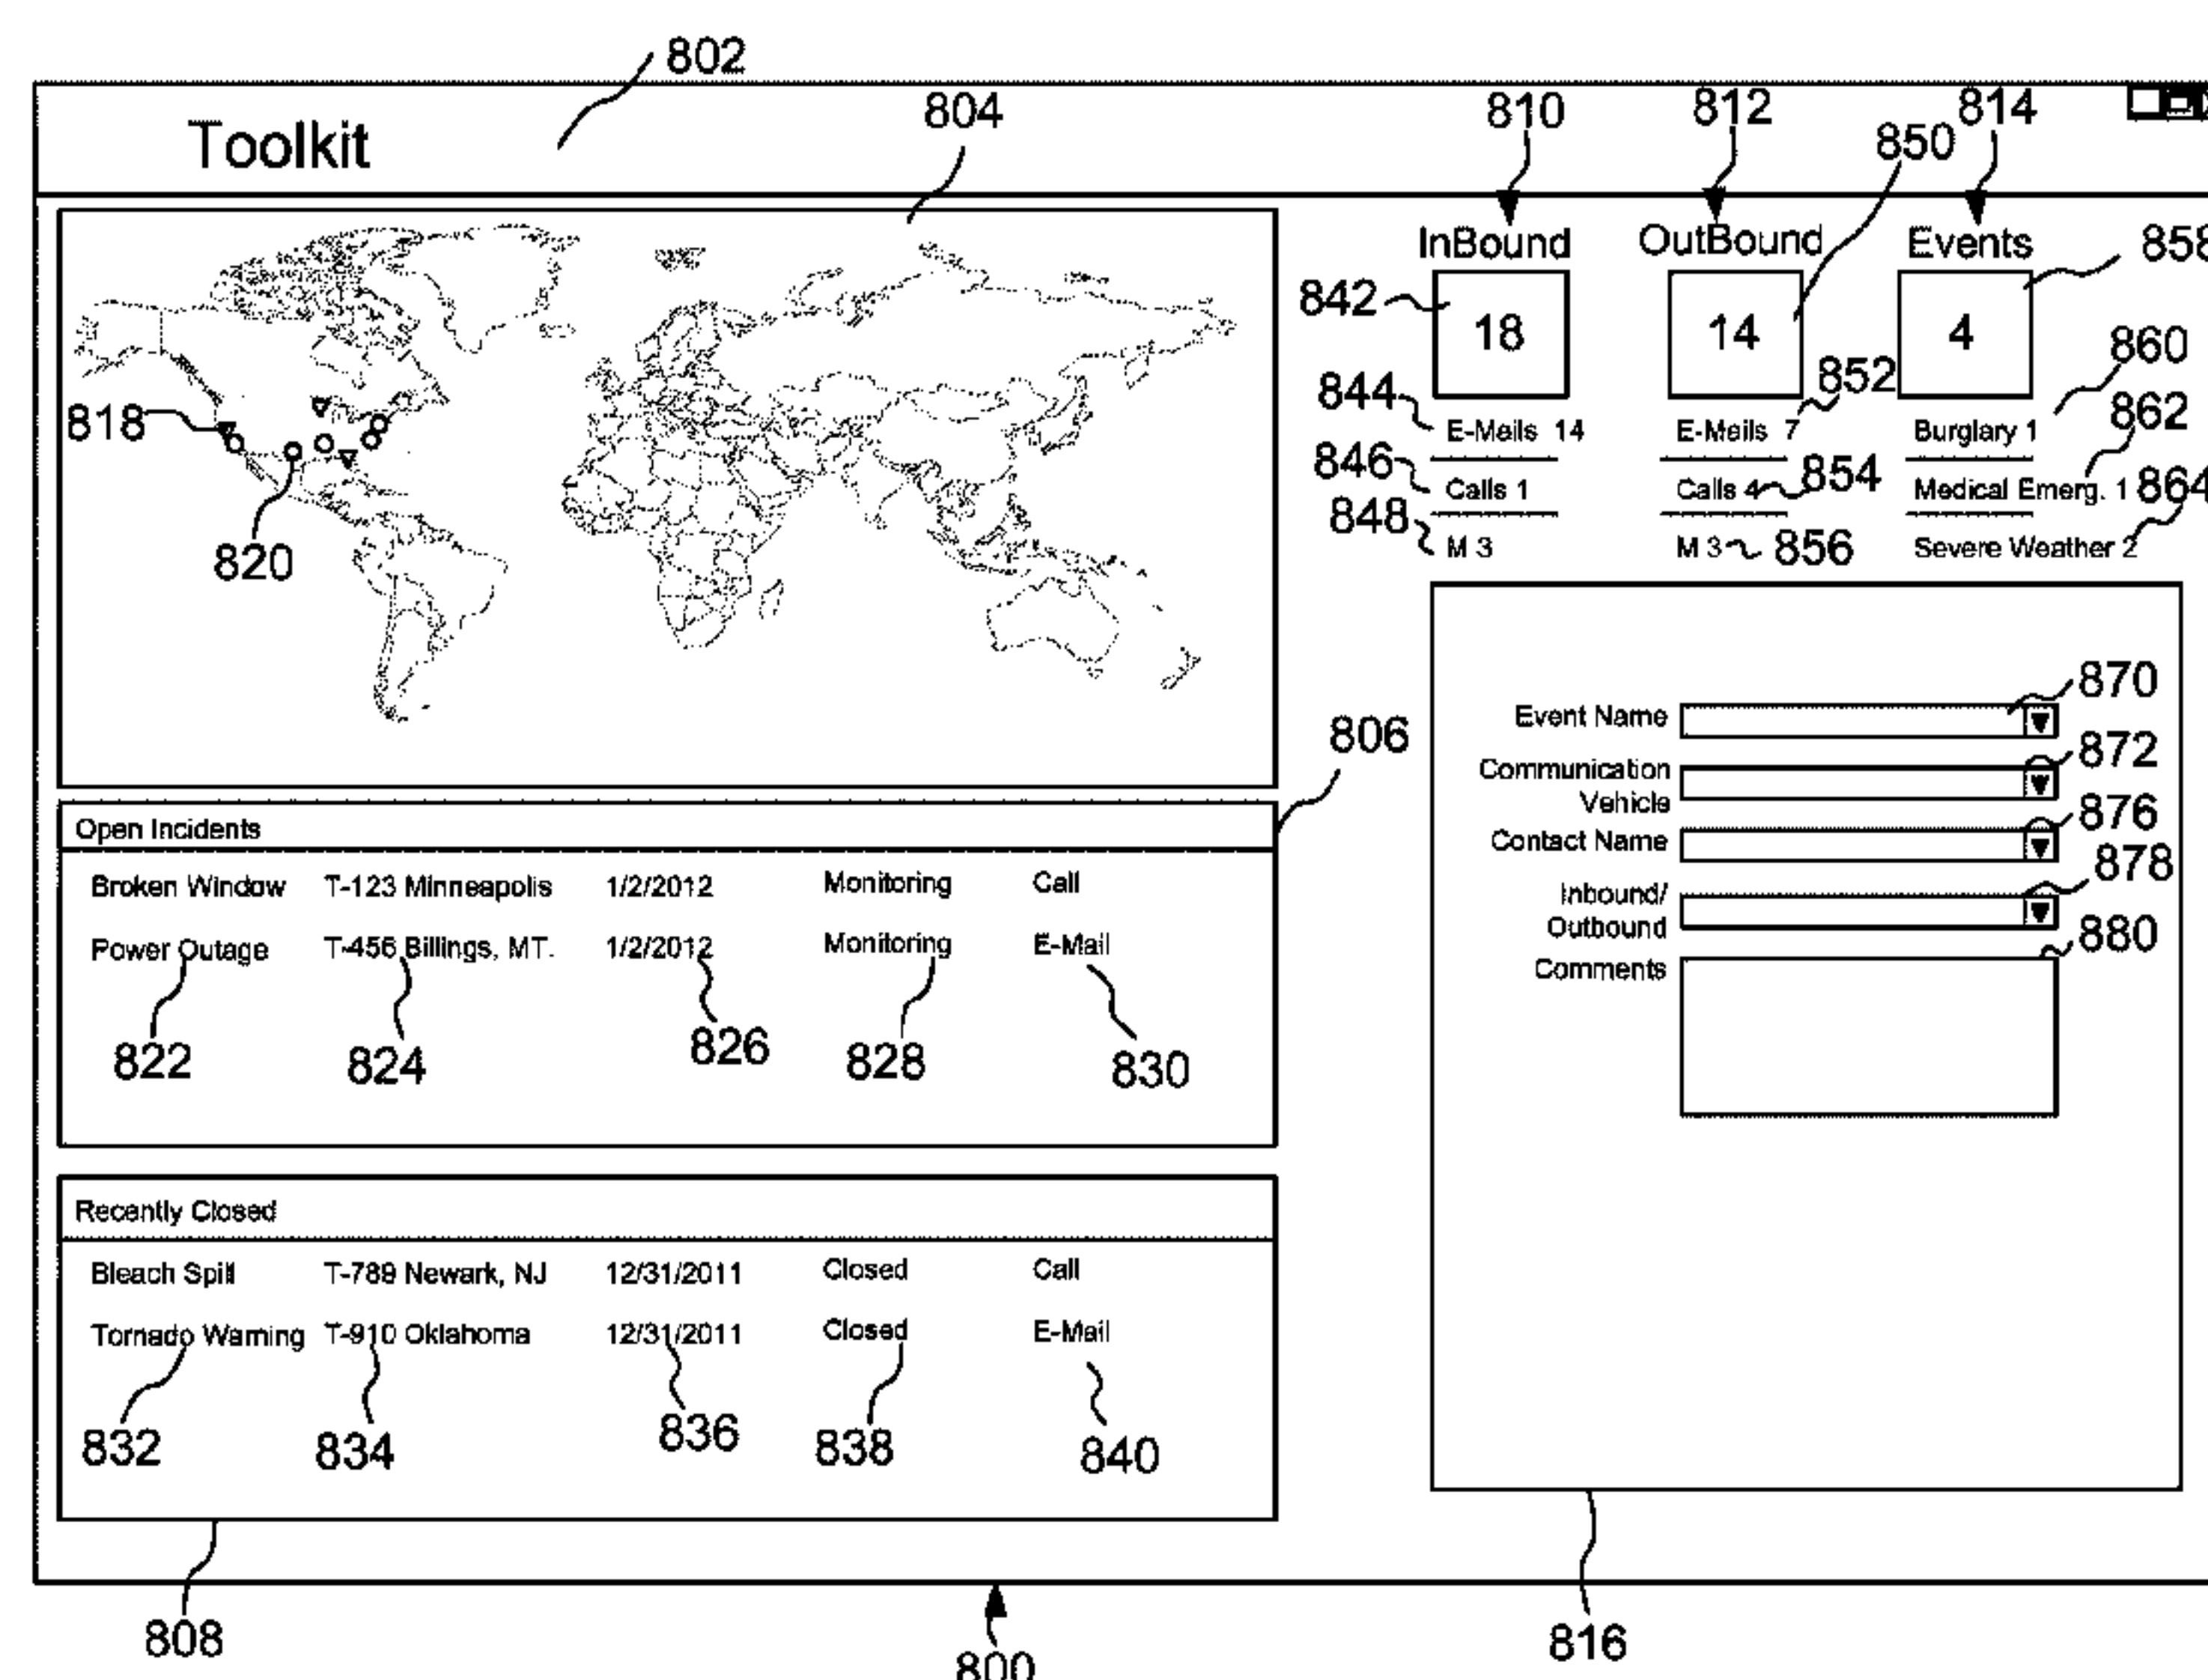 802
Toolkit
804
810
812
814
850
InBound
OutBound
Events
858
842
18
14
4
860
844
852
862
E-Mails 14
E-Mails 7
Burglary 1
846
854
864
Calls 1
Calls 4
Medical Emerg. 1
848
856
M 3
M 3
Severe Weather 2
818
820
806
Open Incidents
Broken Window T-123 Minneapolis 1/2/2012 Monitoring Call
Power Outage T-456 Billings, MT. 1/2/2012 Monitoring E-Mail
822
824
826
828
830
Recently Closed
Bleach Spill T-789 Newark, NJ 12/31/2011 Closed Call
Tornado Warning T-910 Oklahoma 12/31/2011 Closed E-Mail
832
834
836
838
840
870
Event Name
872
Communication
Vehicle
876
Contact Name
878
Inbound/
Outbound
880
Comments
808
800
816